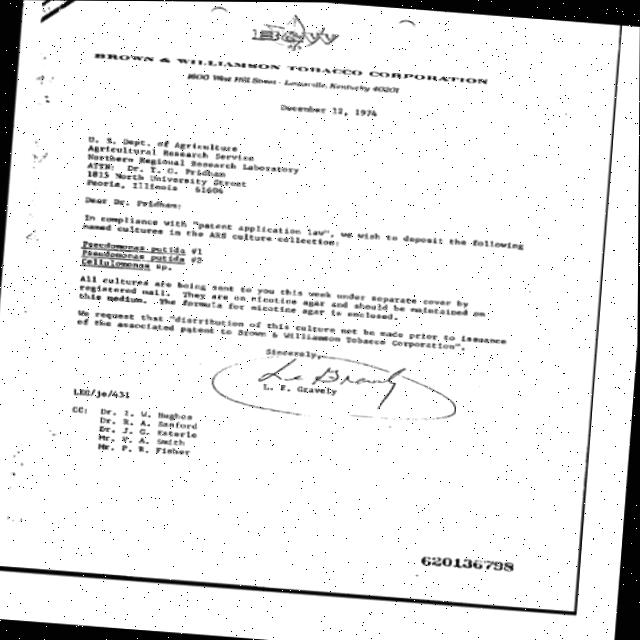 B&W
BROWN & WILLIAMSON TOBACCO CORPORATION
1600 West Hill Street · Louisville, Kentucky 40201
December 12, 1974
U. S. Dept. of Agriculture
Agricultural Research Service
Northern Regional Research Laboratory
ATTN: Dr. T. G. Pridham
1815 North University Street
Peoria, Illinois 61604
Dear Dr. Pridham:
In compliance with "patent application law", we wish to deposit the following
named cultures in the ARS culture collection:
Pseudomonas putida #1
Pseudomonas putida #2
Cellulomonas sp.
All cultures are being sent to you this week under separate cover by
registered mail. They are on nicotine agar and should be maintained on
this medium. The formula for nicotine agar is enclosed.
We request that "distribution of this culture not be made prior to issuance
of the associated patent to Brown & Williamson Tobacco Corporation".
Sincerely,
L. F. Gravely
LEG/je/431
CC: Dr. I. W. Hughes
Dr. R. A. Sanford
Dr. J. G. Esterle
Mr. R. A. Smith
Mr. P. R. Fisher
620136798